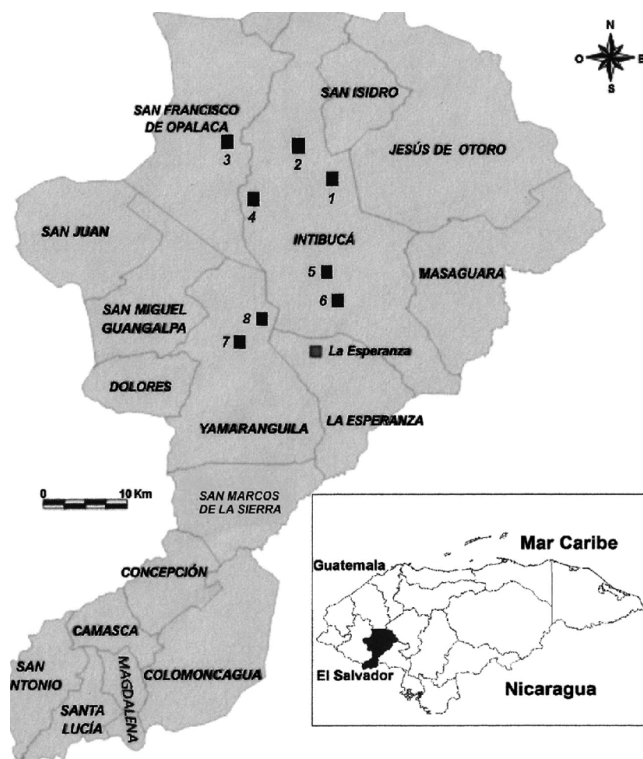 N
O E
S
SAN ISIDRO
SAN FRANCISCO
DE OPALACA
JESÚS DE OTORO
3
2
1
4
SAN JUAN
INTIBUCÁ
MASAGUARA
5
6
SAN MIGUEL
GUANGALPA
8
7
La Esperanza
DOLORES
YAMARANGUILA
LA ESPERANZA
0 10 Km
SAN MARCOS
DE LA SIERRA
CONCEPCIÓN
CAMASCA
SAN
NTONIO
MAGDALENA
COLOMONCAGUA
SANTA
LUCÍA
Mar Caribe
Guatemala
El Salvador
Nicaragua